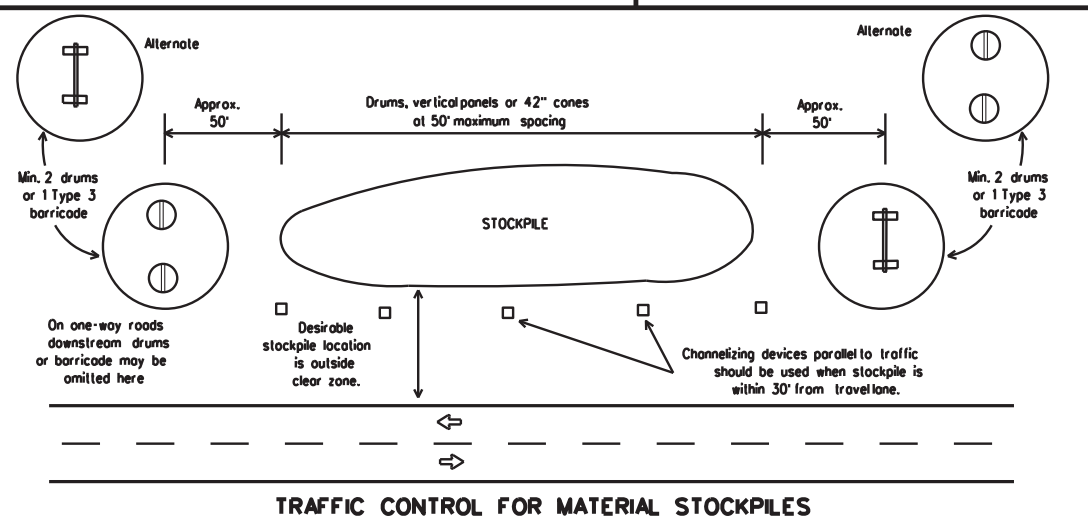 Alternate
Alternate
Approx.
50'
Drums, vertical panels or 42" cones
at 50' maximum spacing
Approx.
50'
Min. 2 drums
or 1 Type 3
barricade
Min. 2 drums
or 1 Type 3
barricade
STOCKPILE
On one-way roads
downstream drums
or barricade may be
omitted here
Desirable
stockpile location
is outside
clear zone.
Channelizing devices parallel to traffic
should be used when stockpile is
within 30' from travel lane.
TRAFFIC CONTROL FOR MATERIAL STOCKPILES